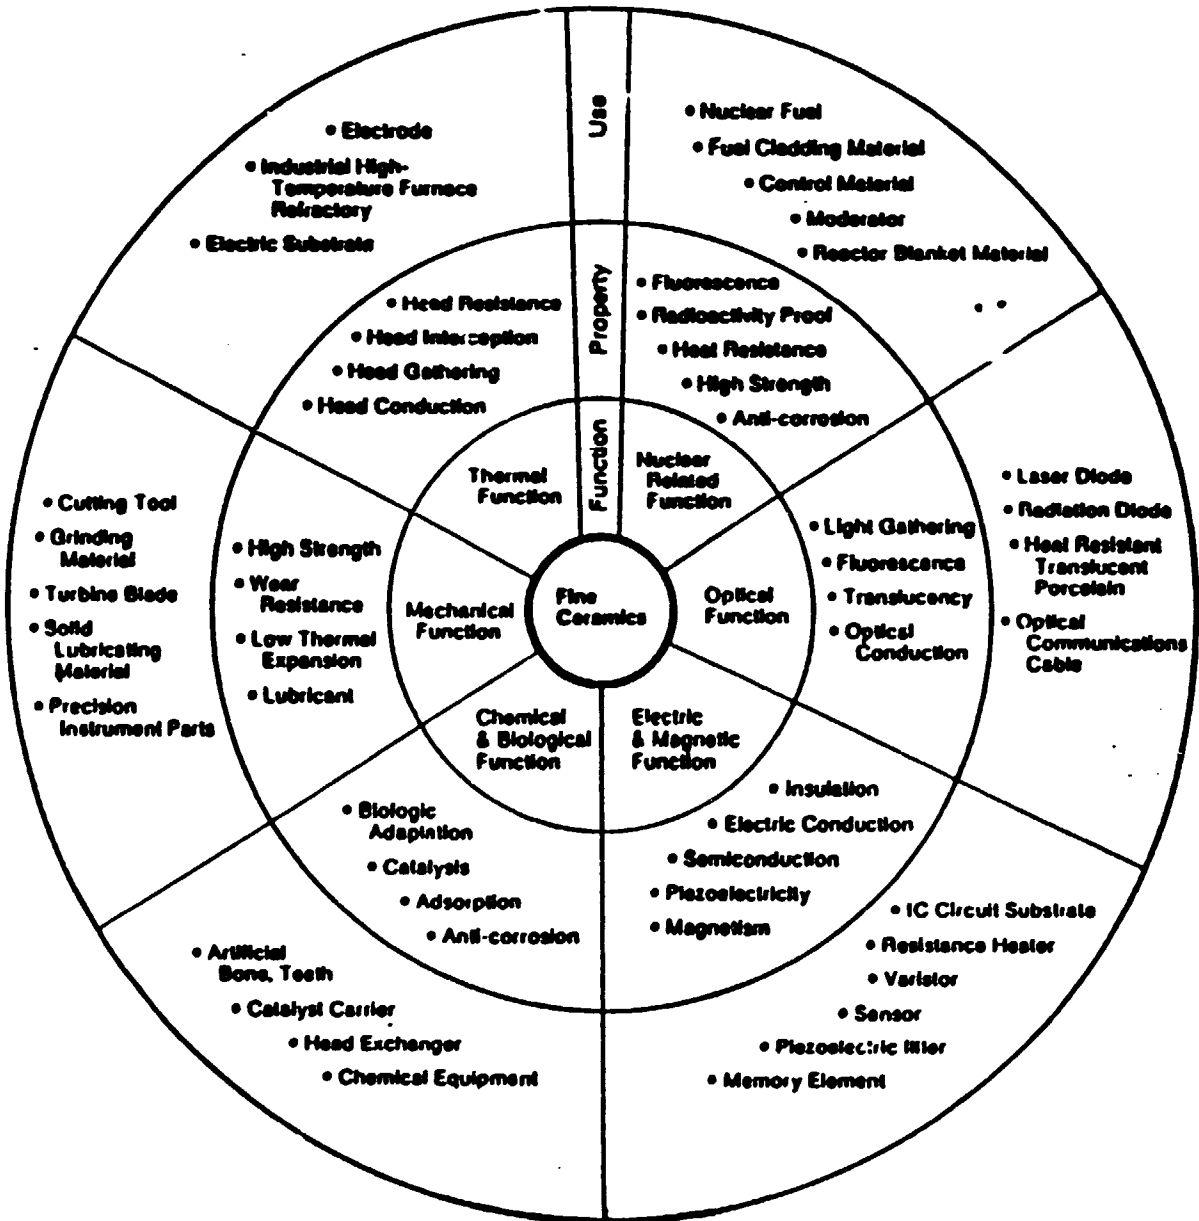 Use
Property
Function
Fine
Ceramics
• Nuclear Fuel
• Fuel Cladding Material
• Control Material
• Moderator
• Reactor Blanket Material
• Fluorescence
• Radioactivity Proof
• Heat Resistance
• High Strength
• Anti-corrosion
Nuclear
Related
Function
• Laser Diode
• Radiation Diode
• Heat Resistant
Translucent
Porcelain
• Optical
Communications
Cable
• Light Gathering
• Fluorescence
• Translucency
• Optical
Conduction
Optical
Function
Electric
& Magnetic
Function
• Insulation
• Electric Conduction
• Semiconduction
• Piezoelectricity
• Magnetism
• IC Circuit Substrate
• Resistance Heater
• Varistor
• Sensor
• Piezoelectric filter
• Memory Element
Chemical
& Biological
Function
• Biologic
Adaptation
• Catalysis
• Adsorption
• Anti-corrosion
• Artificial
Bone, Teeth
• Catalyst Carrier
• Head Exchanger
• Chemical Equipment
Mechanical
Function
• High Strength
• Wear
Resistance
• Low Thermal
Expansion
• Lubricant
• Cutting Tool
• Grinding
Material
• Turbine Blade
• Solid
Lubricating
Material
• Precision
Instrument Parts
Thermal
Function
• Head Resistance
• Head Interception
• Head Gathering
• Head Conduction
• Electrode
• Industrial High-
Temperature Furnace
Refractory
• Electric Substrate